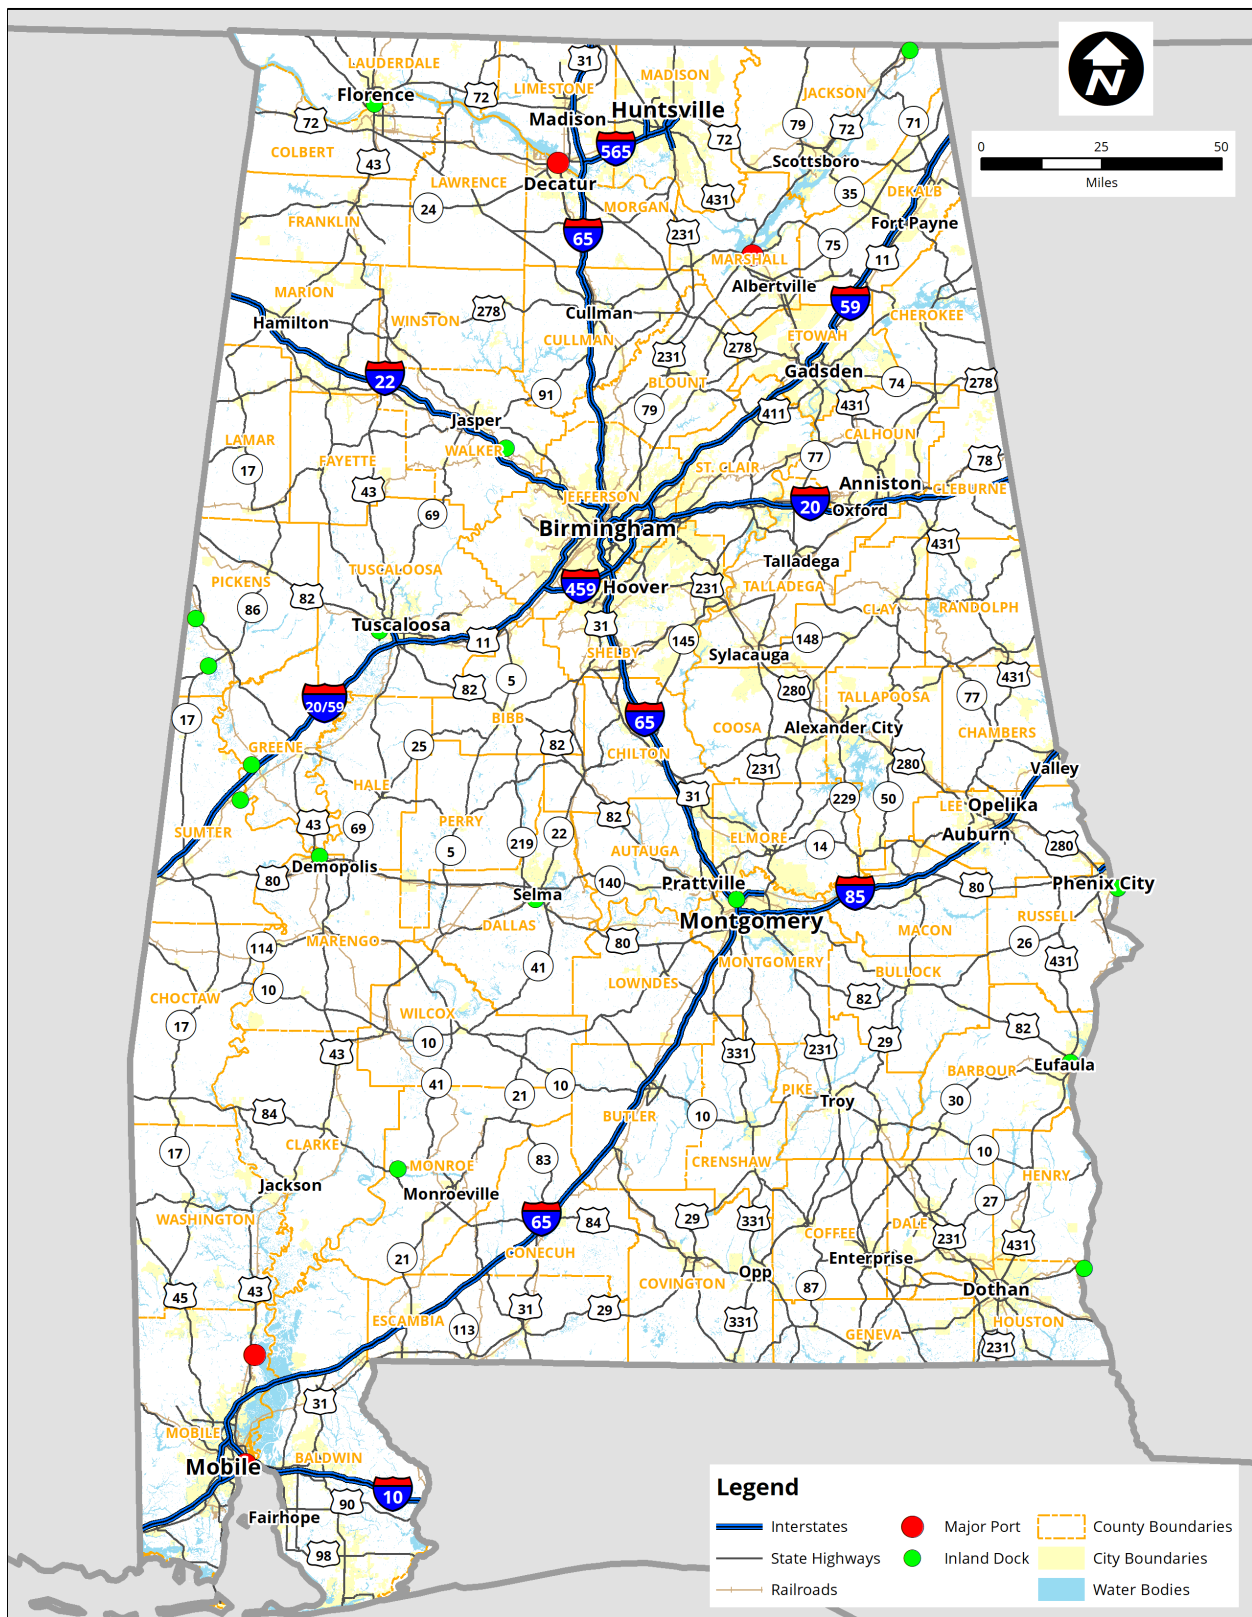 31
LAUDERDALE
MADISON
LIMESTONE
JACKSON
Florence
72
Huntsville
Madison
79
72
71
72
72
COLBERT
43
565
Scottsboro
Decatur
LAWRENCE
35
DEKALB
24
MORGAN
431
FRANKLIN
Fort Payne
65
231
75
MARSHALL
11
Albertville
MARION
59
278
Cullman
CHEROKEE
Hamilton
WINSTON
CULLMAN
ETOWAH
231
278
22
Gadsden
BLOUNT
74
278
91
79
411
431
Jasper
LAMAR
WALKER
CALHOUN
17
FAYETTE
ST. CLAIR
77
78
43
JEFFERSON
Anniston
CLEBURNE
69
20
Oxford
Birmingham
431
TUSCALOOSA
Talladega
PICKENS
459
Hoover
231
TALLADEGA
82
86
CLAY
RANDOLPH
Tuscaloosa
31
11
145
148
SHELBY
Sylacauga
5
82
280
431
20/59
TALLAPOOSA
77
17
BIBB
65
COOSA
Alexander City
CHAMBERS
GREENE
25
82
CHILTON
231
280
Valley
HALE
31
229
50
LEE
Opelika
SUMTER
43
69
PERRY
82
ELMORE
Auburn
5
219
22
AUTAUGA
14
280
Demopolis
80
140
Prattville
85
80
Phenix City
Selma
Montgomery
RUSSELL
DALLAS
114
MARENGO
80
MACON
26
41
MONTGOMERY
431
BULLOCK
10
LOWNDES
CHOCTAW
82
17
WILCOX
82
10
43
331
231
29
Eufaula
41
10
BARBOUR
21
PIKE
Troy
30
84
BUTLER
10
CLARKE
17
83
10
MONROE
CRENSHAW
HENRY
Jackson
Monroeville
27
WASHINGTON
65
84
29
331
DALE
COFFEE
231
431
21
CONECUH
Enterprise
45
43
Opp
COVINGTON
87
Dothan
31
29
ESCAMBIA
113
331
HOUSTON
GENEVA
231
31
MOBILE
BALDWIN
Mobile
10
90
Fairhope
98
N
0 25 50
Miles
Legend
Interstates
State Highways
Railroads
Major Port
Inland Dock
County Boundaries
City Boundaries
Water Bodies